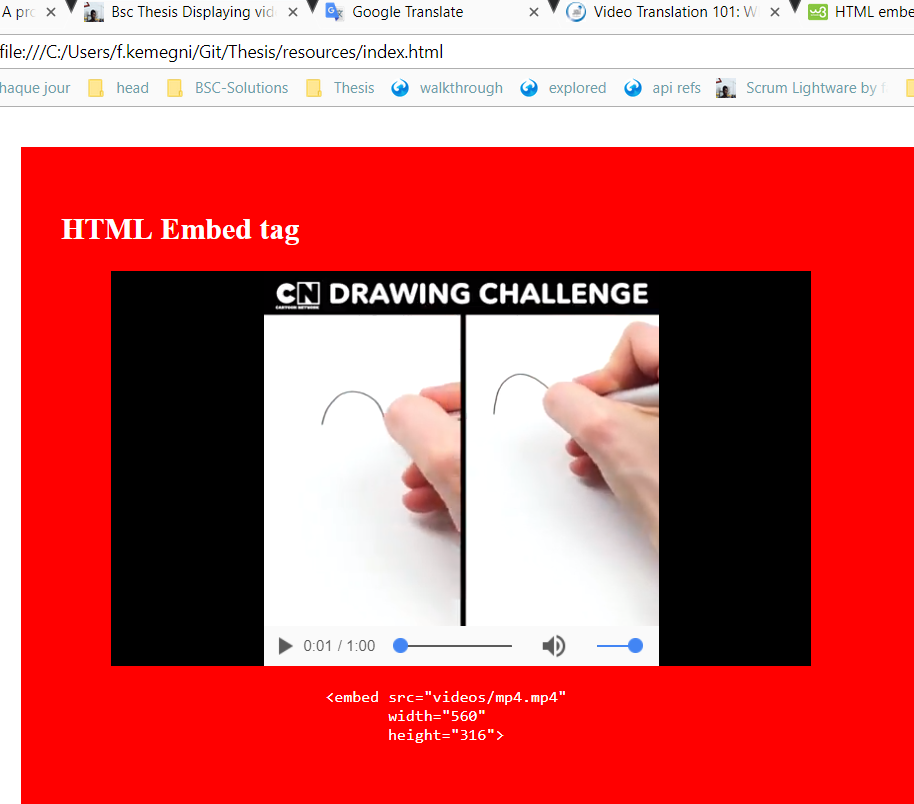 A pro
Bsc Thesis Displaying vide
Google Translate
Video Translation 101: W
HTML embe
file:///C:/Users/f.kemegni/Git/Thesis/resources/index.html
haque jour
head
BSC-Solutions
Thesis
walkthrough
explored
api refs
Scrum Lightware by f
HTML Embed tag
CN DRAWING CHALLENGE
CARTOON NETWORK
0:01 / 1:00
<embed src="videos/mp4.mp4"
width="560"
height="316">